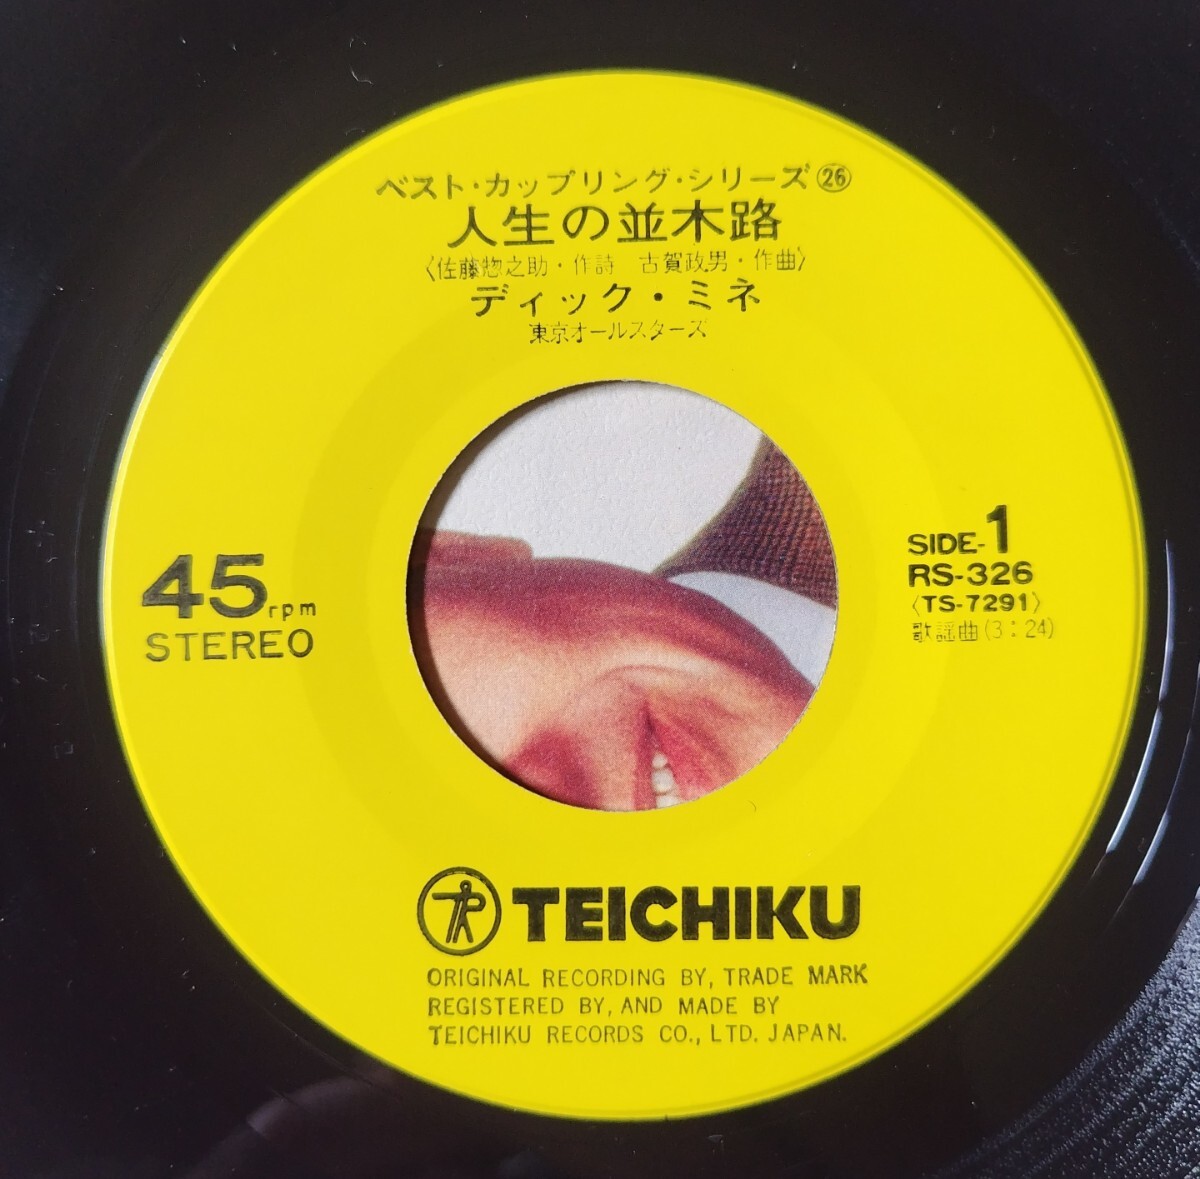 ベスト・カップリング・シリーズ㉖
人生の並木路
〈佐藤惣之助・作詩 古賀政男・作曲〉
ディック・ミネ
東京オールスターズ
45rpm
STEREO
SIDE-1
RS-326
〈TS-7291〉
歌謡曲(3:24)
TEICHIKU
ORIGINAL RECORDING BY, TRADE MARK
REGISTERED BY, AND MADE BY
TEICHIKU RECORDS CO., LTD. JAPAN.